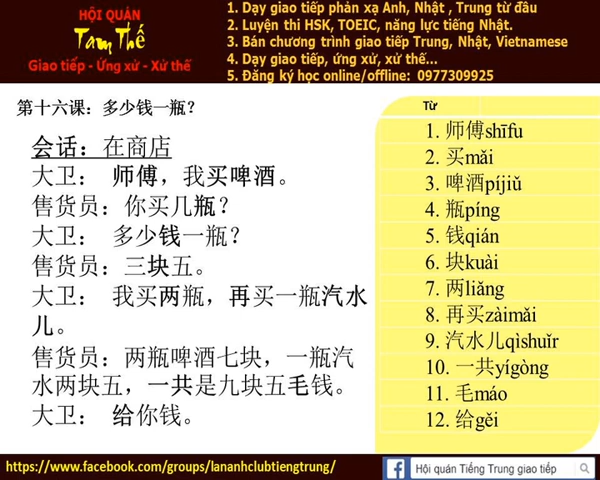 HỘI QUÁN
Tam Thế
Giao tiếp - Ứng xử - Xử thế
1. Dạy giao tiếp phản xạ Anh, Nhật , Trung từ đầu
2. Luyện thi HSK, TOEIC, năng lực tiếng Nhật.
3. Bán chương trình giao tiếp Trung, Nhật, Vietnamese
4. Dạy giao tiếp, ứng xử, xử thế...
5. Đăng ký học online/offline: 0977309925
第十六课：多少钱一瓶？
会话：在商店
大卫： 师傅，我买啤酒。
售货员：你买几瓶？
大卫： 多少钱一瓶？
售货员：三块五。
大卫： 我买两瓶，再买一瓶汽水
儿。
售货员：两瓶啤酒七块，一瓶汽
水两块五，一共是九块五毛钱。
大卫： 给你钱。
Từ
1. 师傅shīfu
2. 买mǎi
3. 啤酒píjiǔ
4. 瓶píng
5. 钱qián
6. 块kuài
7. 两liǎng
8. 再买zàimǎi
9. 汽水儿qìshuǐr
10. 一共yígòng
11. 毛máo
12. 给gěi
https://www.facebook.com/groups/lananhclubtiengtrung/
f Hội quán Tiếng Trung giao tiếp